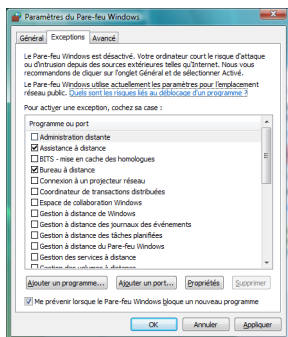 Paramètres du Pare-feu Windows
Général Exceptions Avancé
Le Pare-feu Windows est désactivé. Votre ordinateur court le risque d'attaque
ou d'intrusion depuis des sources extérieures telles qu'Internet. Nous vous
recommandons de cliquer sur l'onglet Général et de sélectionner Activé.
Le Pare-feu Windows utilise actuellement les paramètres pour l'emplacement
réseau public. Quels sont les risques liés au déblocage d'un programme ?
Pour activer une exception, cochez sa case :
Programme ou port
Administration distante
Assistance à distance
BITS - mise en cache des homologues
Bureau à distance
Connexion à un projecteur réseau
Coordinateur de transactions distribuées
Espace de collaboration Windows
Gestion à distance de Windows
Gestion à distance des journaux des événements
Gestion à distance des tâches planifiées
Gestion à distance du Pare-feu Windows
Gestion des services à distance
Gestion des volumes à distance
Ajouter un programme... Ajouter un port... Propriétés Supprimer
Me prévenir lorsque le Pare-feu Windows bloque un nouveau programme
OK Annuler Appliquer